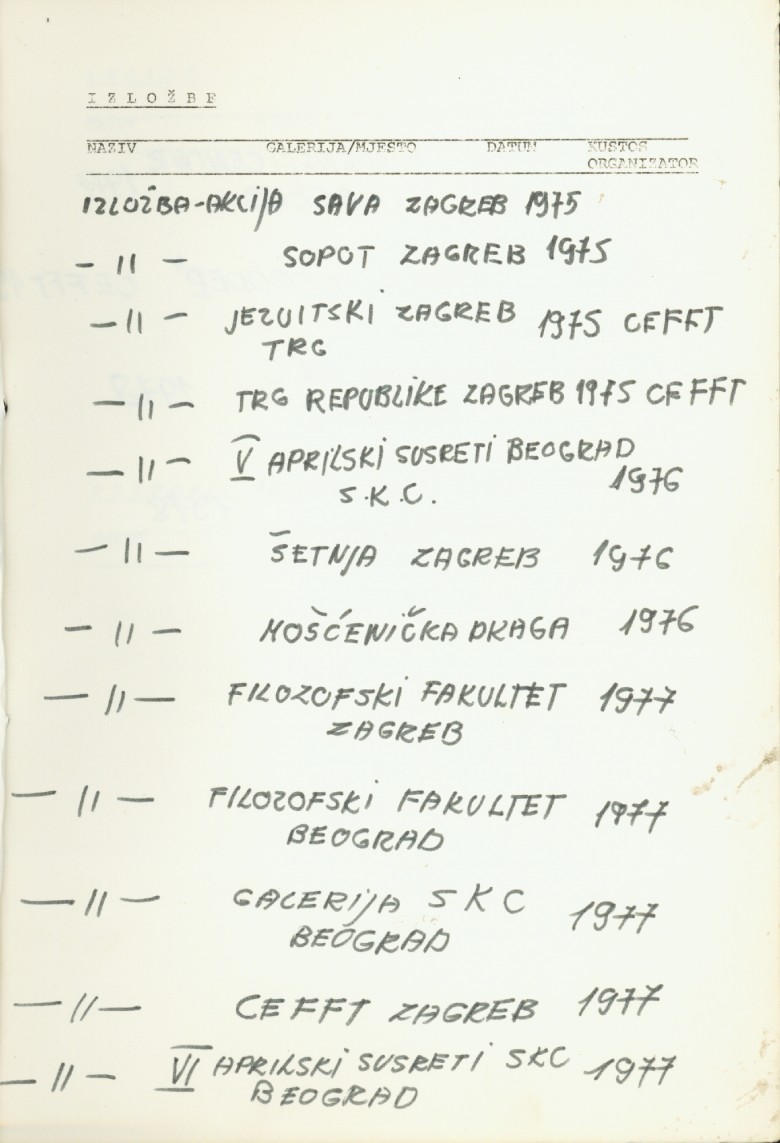 I Z L O Ž B E
NAZIV GALERIJA/MJESTO DATUM KUSTOS
ORGANIZATOR
IZLOŽBA-AKCIJA SAVA ZAGREB 1975
— 11 — SOPOT ZAGREB 1975
— 11 — JEZUITSKI ZAGREB 1975 CEFFT
TRG
— 11 — TRG REPUBLIKE ZAGREB 1975 CEFFT
— 11 — V APRILSKI SUSRETI BEOGRAD
S.K.C. 1976
— 11 — ŠETNJA ZAGREB 1976
— 11 — MOŠĆENIČKA DRAGA 1976
— 11 — FILOZOFSKI FAKULTET 1977
ZAGREB
— 11 — FILOZOFSKI FAKULTET 1977
BEOGRAD
— 11 — GALERIJA SKC 1977
BEOGRAD
— 11 — CEFFT ZAGREB 1977
— 11 — VI APRILSKI SUSRETI SKC 1977
BEOGRAD